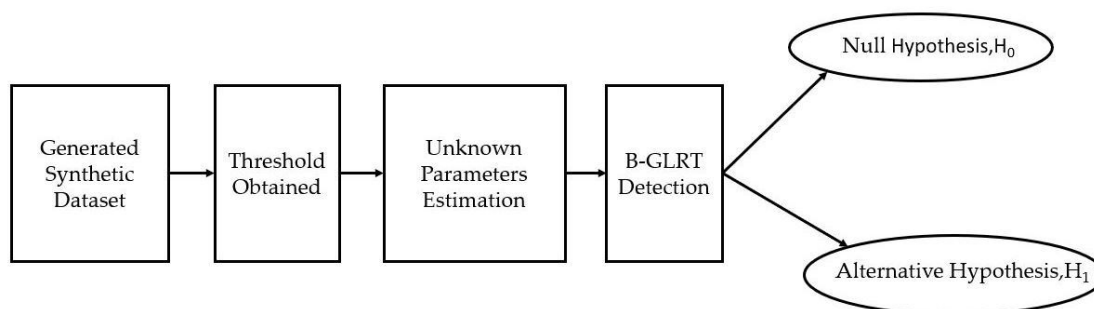 Generated
Synthetic
Dataset
Threshold
Obtained
Unknown
Parameters
Estimation
B-GLRT
Detection
Null Hypothesis,H₀
Alternative Hypothesis,H₁